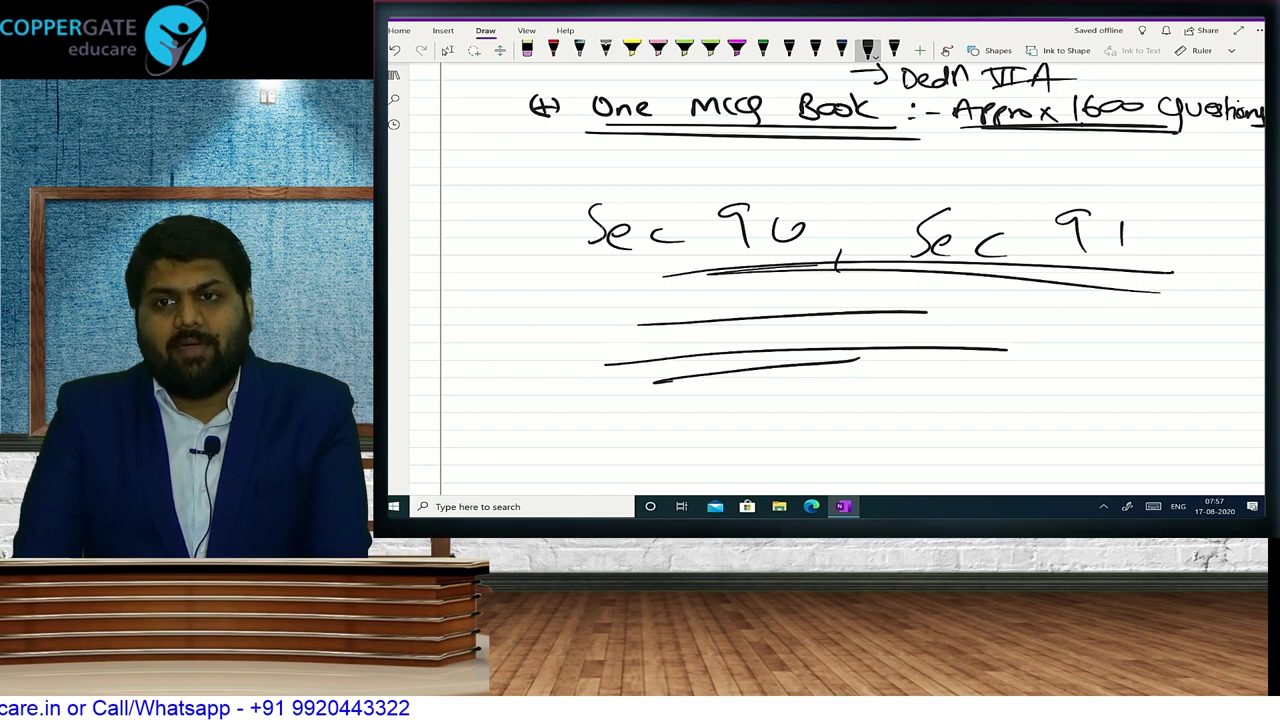 COPPERGATE
educare
Home Insert Draw View Help
Saved offline Share
Shapes Ink to Shape Ink to Text Ruler
→ Dedn VI A
(4) One MCQ Book :- Approx 1600 Questions
Sec 90, Sec 91
Type here to search
ENG
07:57
17-08-2020
care.in or Call/Whatsapp - +91 9920443322